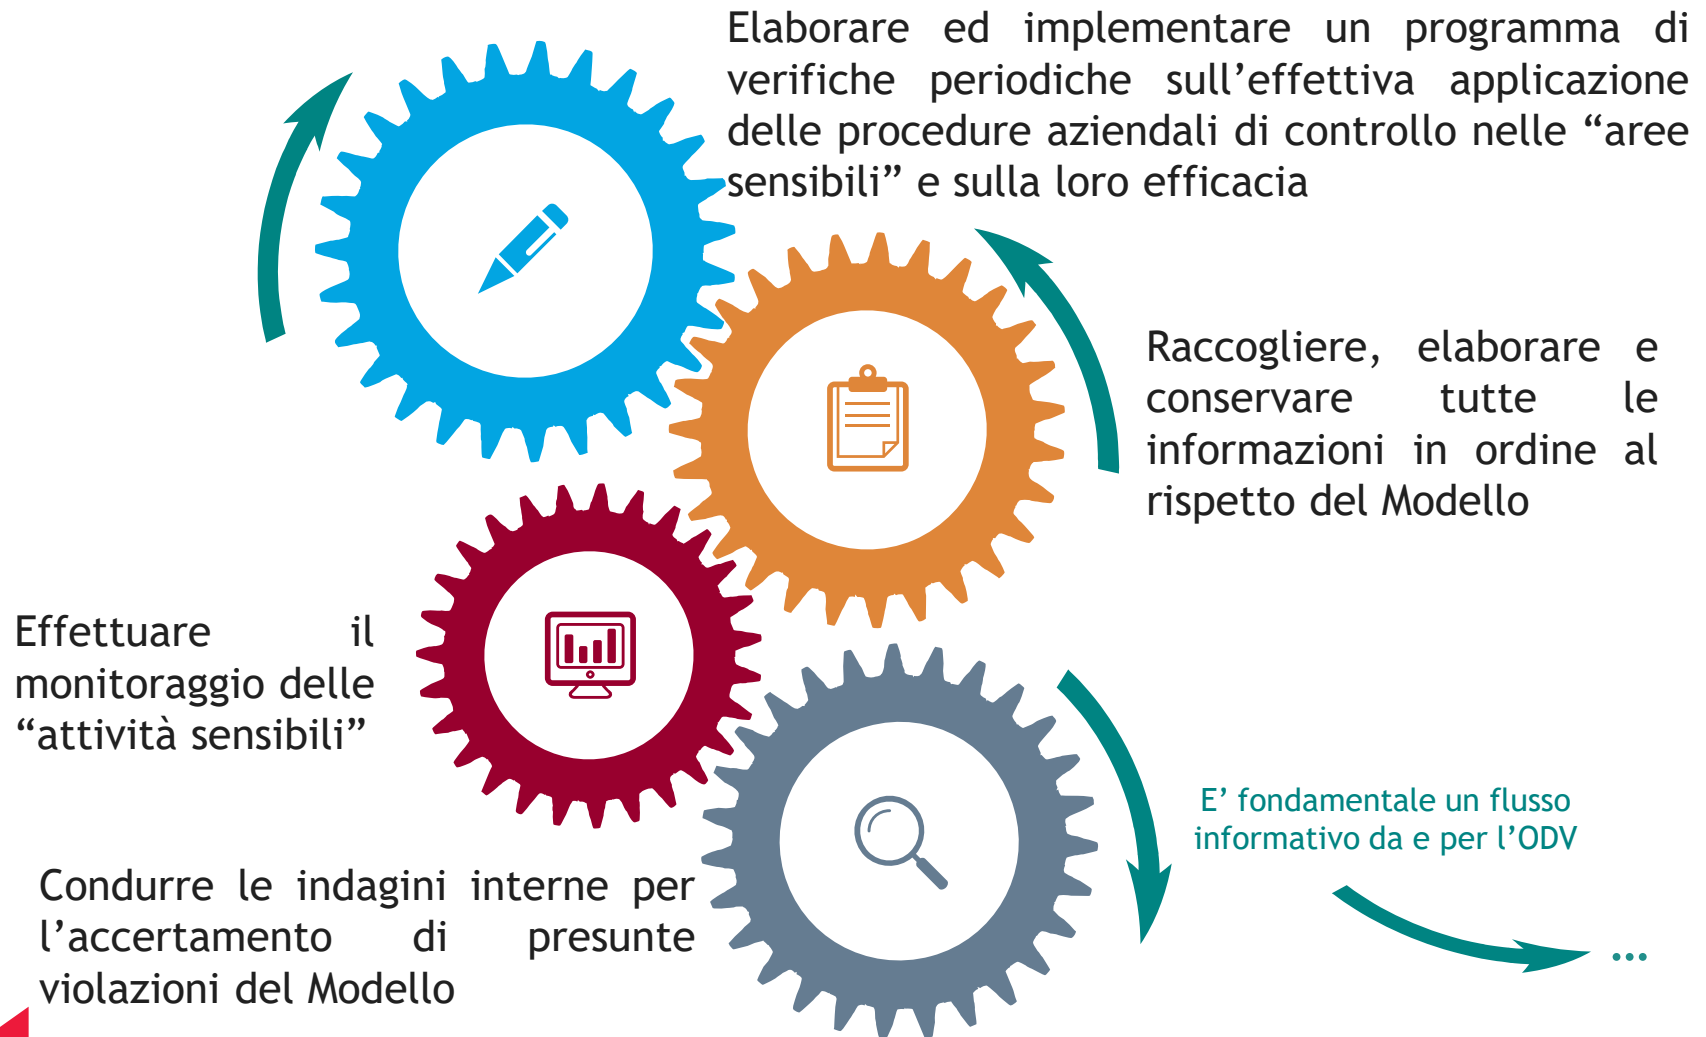 Elaborare ed implementare un programma di
verifiche periodiche sull’effettiva applicazione
delle procedure aziendali di controllo nelle “aree
sensibili” e sulla loro efficacia
Raccogliere, elaborare e
conservare tutte le
informazioni in ordine al
rispetto del Modello
Effettuare il
monitoraggio delle
“attività sensibili”
E’ fondamentale un flusso
informativo da e per l’ODV
Condurre le indagini interne per
l’accertamento di presunte
violazioni del Modello
...